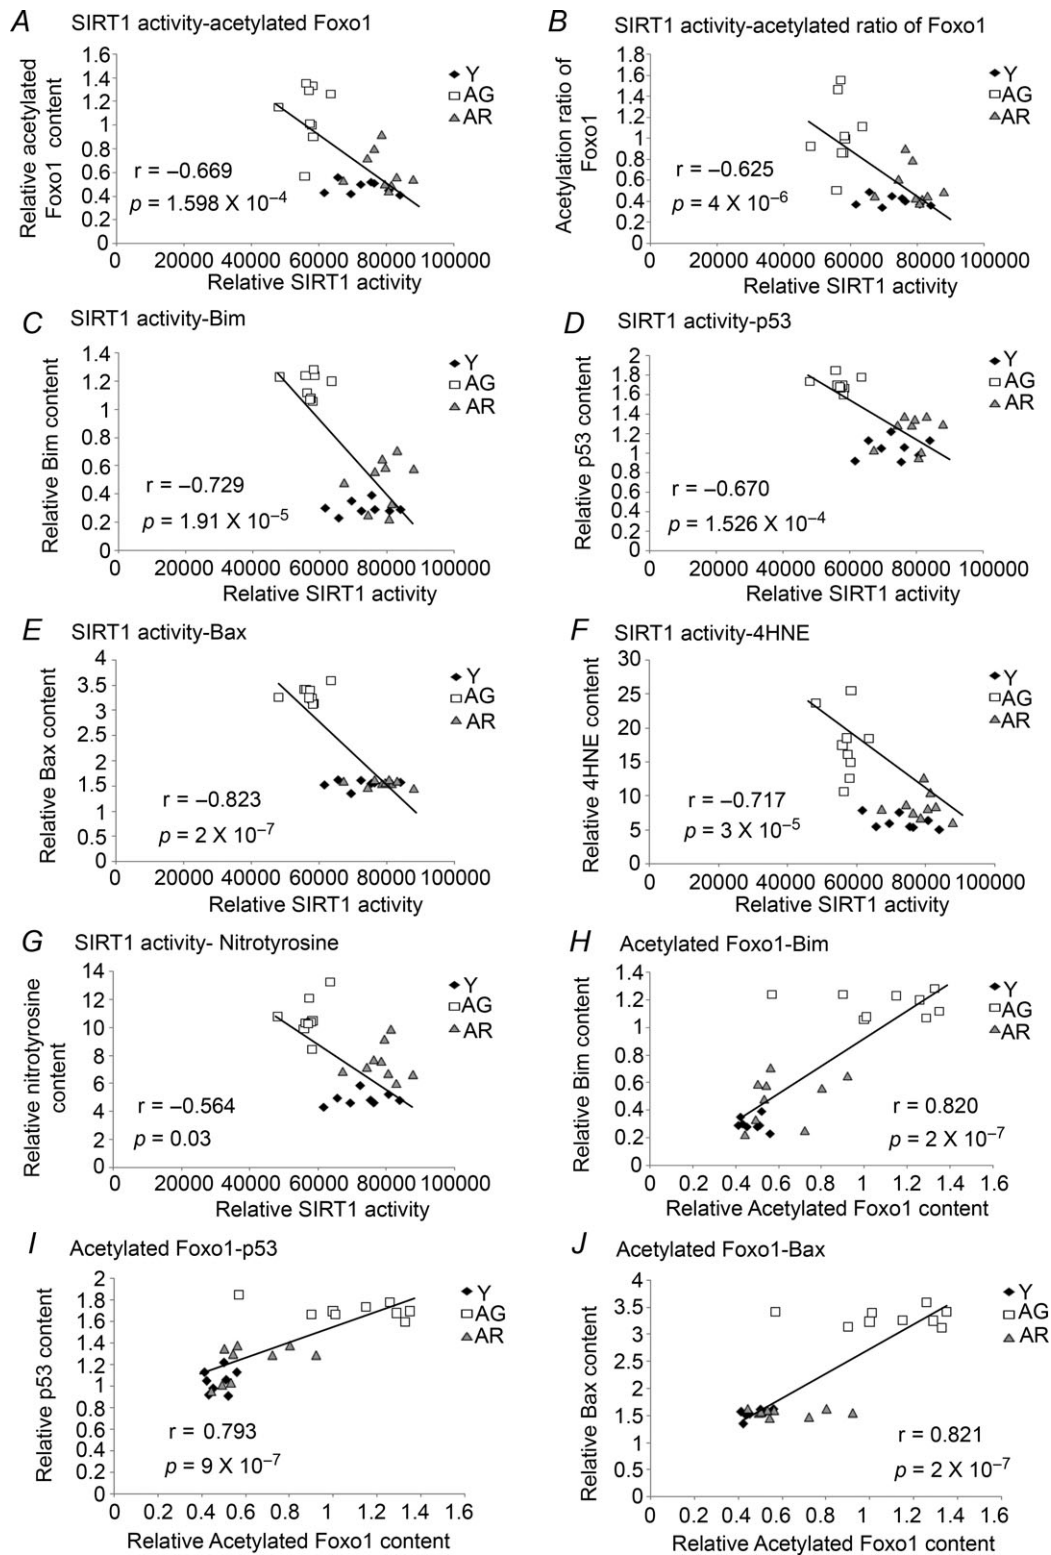 A SIRT1 activity-acetylated Foxo1
Relative acetylated
Foxo1 content
1.6
1.4
1.2
1
0.8
0.6
0.4
0.2
0
Y
AG
AR
r = –0.669
p = 1.598 X 10–4
0 20000 40000 60000 80000 100000
Relative SIRT1 activity
B SIRT1 activity-acetylated ratio of Foxo1
Acetylation ratio of
Foxo1
1.8
1.6
1.4
1.2
1
0.8
0.6
0.4
0.2
0
Y
AG
AR
r = –0.625
p = 4 X 10–6
0 20000 40000 60000 80000 100000
Relative SIRT1 activity
C SIRT1 activity-Bim
Relative Bim content
1.4
1.2
1
0.8
0.6
0.4
0.2
0
Y
AG
AR
r = –0.729
p = 1.91 X 10–5
0 20000 40000 60000 80000 100000
Relative SIRT1 activity
D SIRT1 activity-p53
Relative p53 content
2
1.8
1.6
1.4
1.2
1
0.8
0.6
0.4
0.2
0
Y
AG
AR
r = –0.670
p = 1.526 X 10–4
0 20000 40000 60000 80000 100000
Relative SIRT1 activity
E SIRT1 activity-Bax
Relative Bax content
4
3.5
3
2.5
2
1.5
1
0.5
0
Y
AG
AR
r = –0.823
p = 2 X 10–7
0 20000 40000 60000 80000 100000
Relative SIRT1 activity
F SIRT1 activity-4HNE
Relative 4HNE content
30
25
20
15
10
5
0
Y
AG
AR
r = –0.717
p = 3 X 10–5
0 20000 40000 60000 80000 100000
Relative SIRT1 activity
G SIRT1 activity- Nitrotyrosine
Relative nitrotyrosine
content
14
12
10
8
6
4
2
0
Y
AG
AR
r = –0.564
p = 0.03
0 20000 40000 60000 80000 100000
Relative SIRT1 activity
H Acetylated Foxo1-Bim
Relative Bim content
1.4
1.2
1
0.8
0.6
0.4
0.2
0
Y
AG
AR
r = 0.820
p = 2 X 10–7
0 0.2 0.4 0.6 0.8 1 1.2 1.4 1.6
Relative Acetylated Foxo1 content
I Acetylated Foxo1-p53
Relative p53 content
2
1.8
1.6
1.4
1.2
1
0.8
0.6
0.4
0.2
0
Y
AG
AR
r = 0.793
p = 9 X 10–7
0 0.2 0.4 0.6 0.8 1 1.2 1.4 1.6
Relative Acetylated Foxo1 content
J Acetylated Foxo1-Bax
Relative Bax content
4
3.5
3
2.5
2
1.5
1
0.5
0
Y
AG
AR
r = 0.821
p = 2 X 10–7
0 0.2 0.4 0.6 0.8 1 1.2 1.4 1.6
Relative Acetylated Foxo1 content